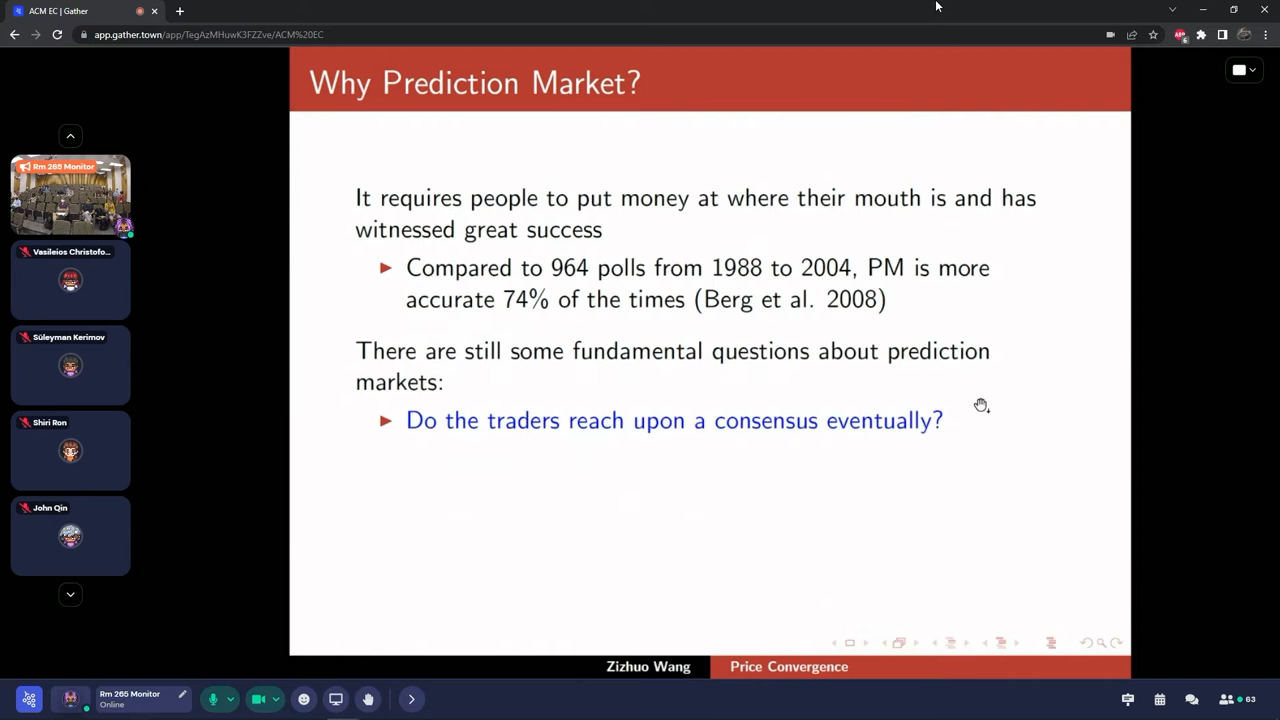 ACM EC | Gather
app.gather.town/app/TegAzMHuwK3FZZve/ACM%20EC
Why Prediction Market?
It requires people to put money at where their mouth is and has
witnessed great success
Compared to 964 polls from 1988 to 2004, PM is more
accurate 74% of the times (Berg et al. 2008)
There are still some fundamental questions about prediction
markets:
Do the traders reach upon a consensus eventually?
Zizhuo Wang
Price Convergence
Rm 265 Monitor
Vasileios Christofo...
Süleyman Kerimov
Shiri Ron
John Qin
Rm 265 Monitor
Online
63